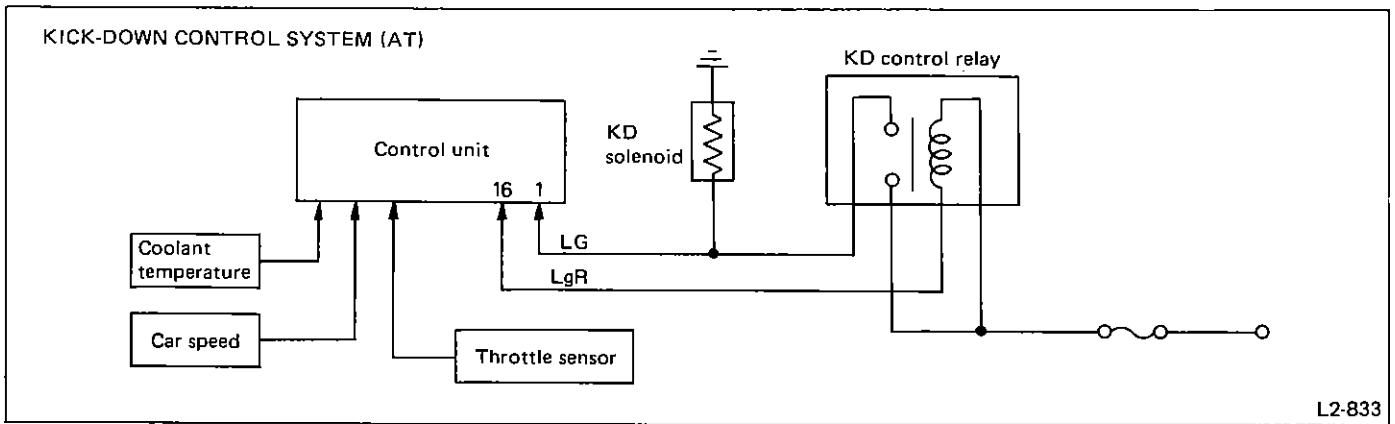 KICK-DOWN CONTROL SYSTEM (AT)
KD control relay
Control unit
KD
solenoid
16 1
LG
LgR
Coolant
temperature
Car speed
Throttle sensor
L2-833